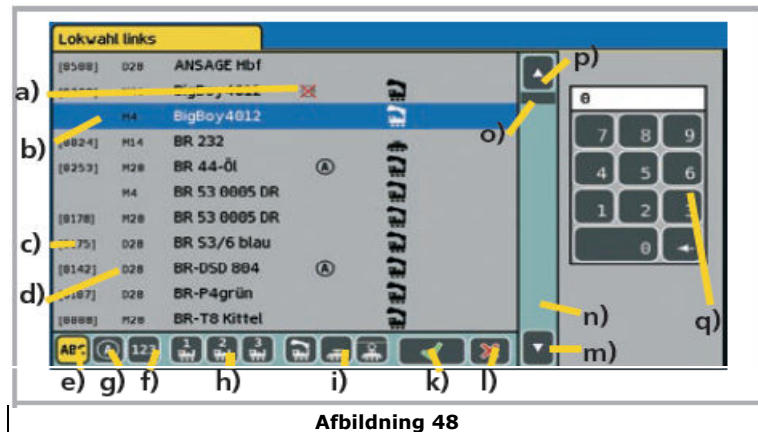 Lokwahl links
[0508] D28 ANSAGE Hbf
BigBoy4012
M4 BigBoy4012
[0024] M14 BR 232
[0253] M28 BR 44-Öl A
M4 BR 53 0005 DR
[0178] M28 BR 53 0005 DR
D28 BR S3/6 blau
[0142] D28 BR-DSD 804 A
D28 BR-P4grün
[0000] M28 BR-T8 Kittel
ABC A 123 1 2 3
0
7 8 9
4 5 6
1 2 3
0
a)
b)
c)
d)
e) g) f) h) i) k) l)
m)
n)
o)
p)
q)
Afbildning 48